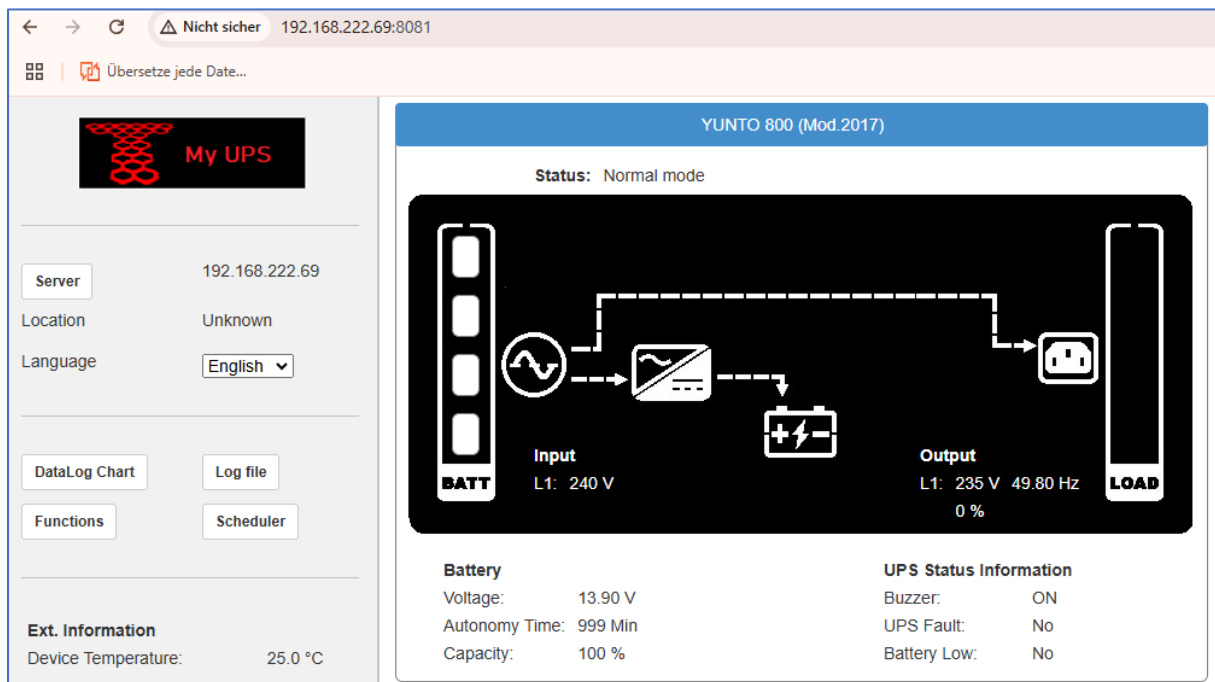 Nicht sicher 192.168.222.69:8081
Übersetze jede Date...
My UPS
Server 192.168.222.69
Location Unknown
Language English
DataLog Chart Log file
Functions Scheduler
Ext. Information
Device Temperature: 25.0 °C
YUNTO 800 (Mod.2017)
Status: Normal mode
BATT
Input
L1: 240 V
Output
L1: 235 V 49.80 Hz
0 %
LOAD
Battery
Voltage: 13.90 V
Autonomy Time: 999 Min
Capacity: 100 %
UPS Status Information
Buzzer: ON
UPS Fault: No
Battery Low: No